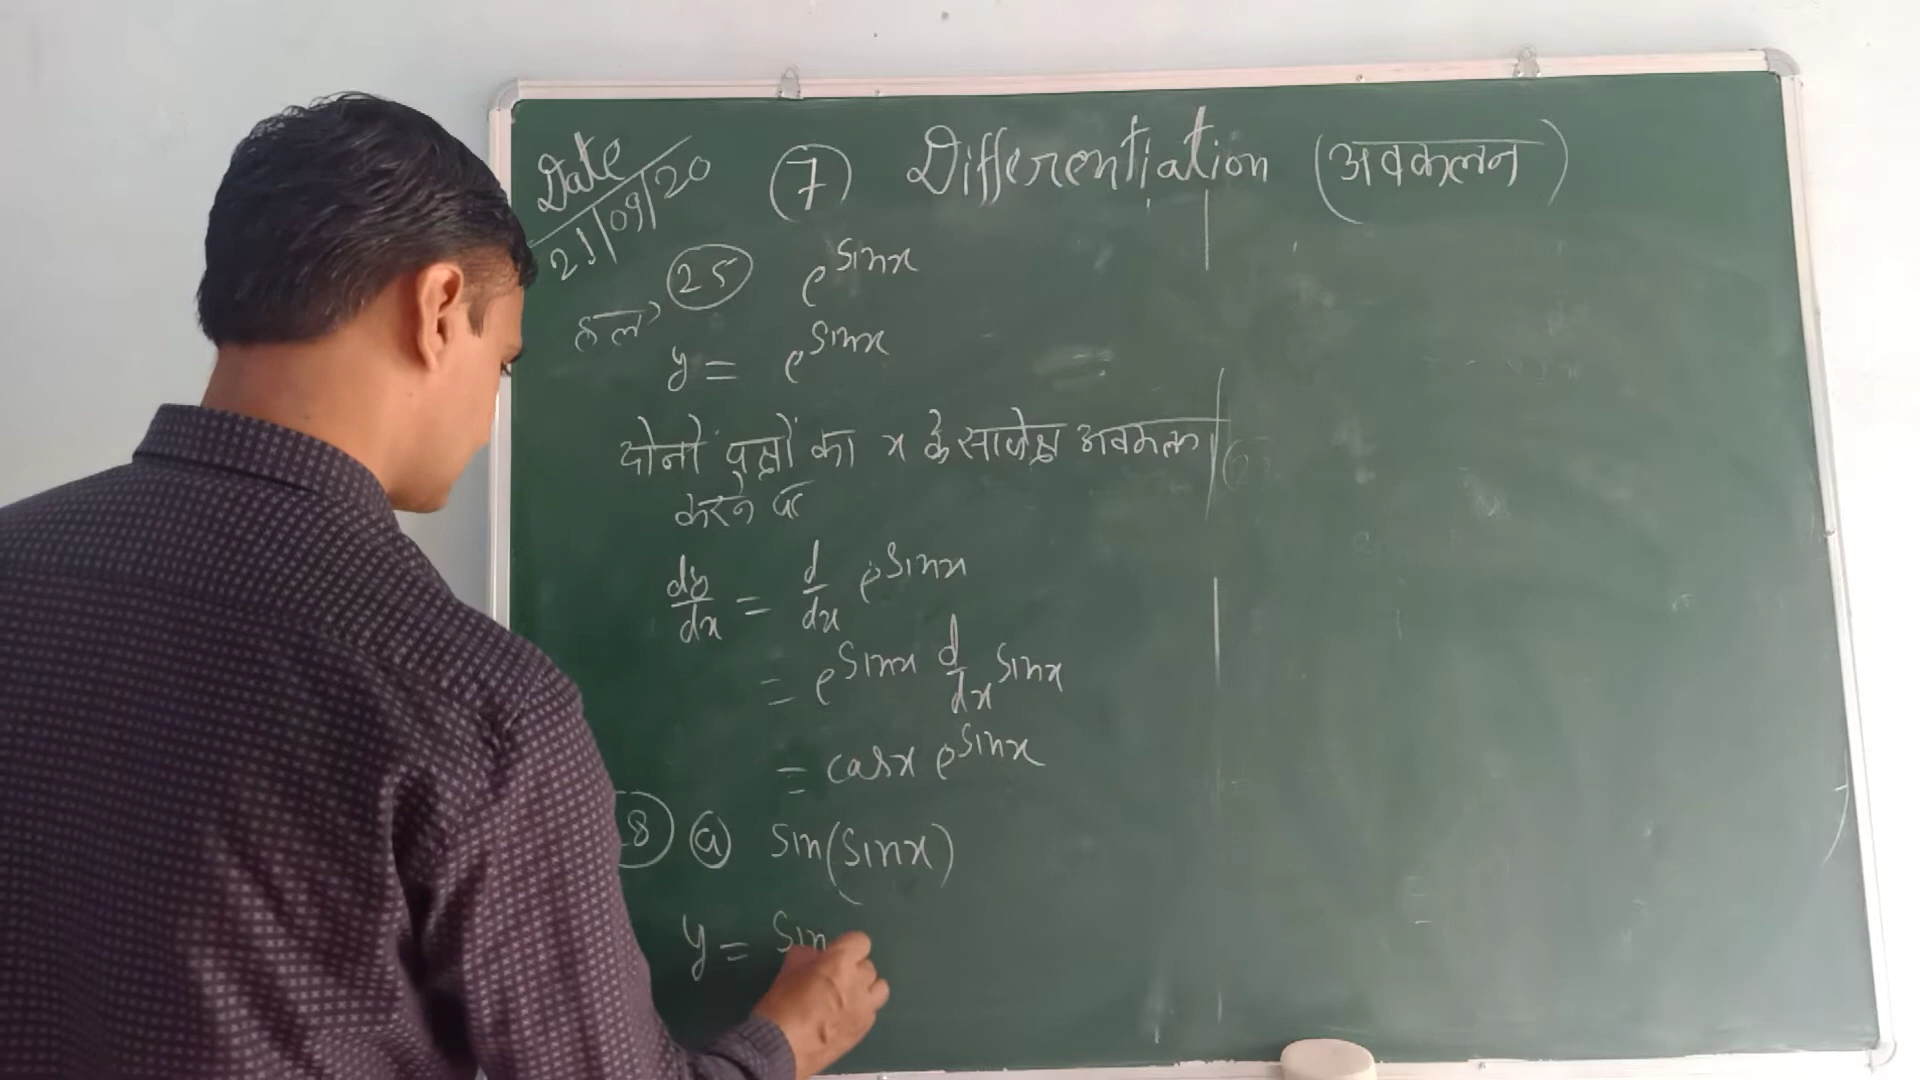 Date
21/09/20
7 Differentiation (अवकलन)
25 e^sinx
हल→
y = e^sinx
दोनों पक्षों का x के सापेक्ष अवकलन
करने पर
dy/dx = d/dx e^sinx
= e^sinx d/dx sinx
= cosx e^sinx
8 a sin(sinx)
y = sin